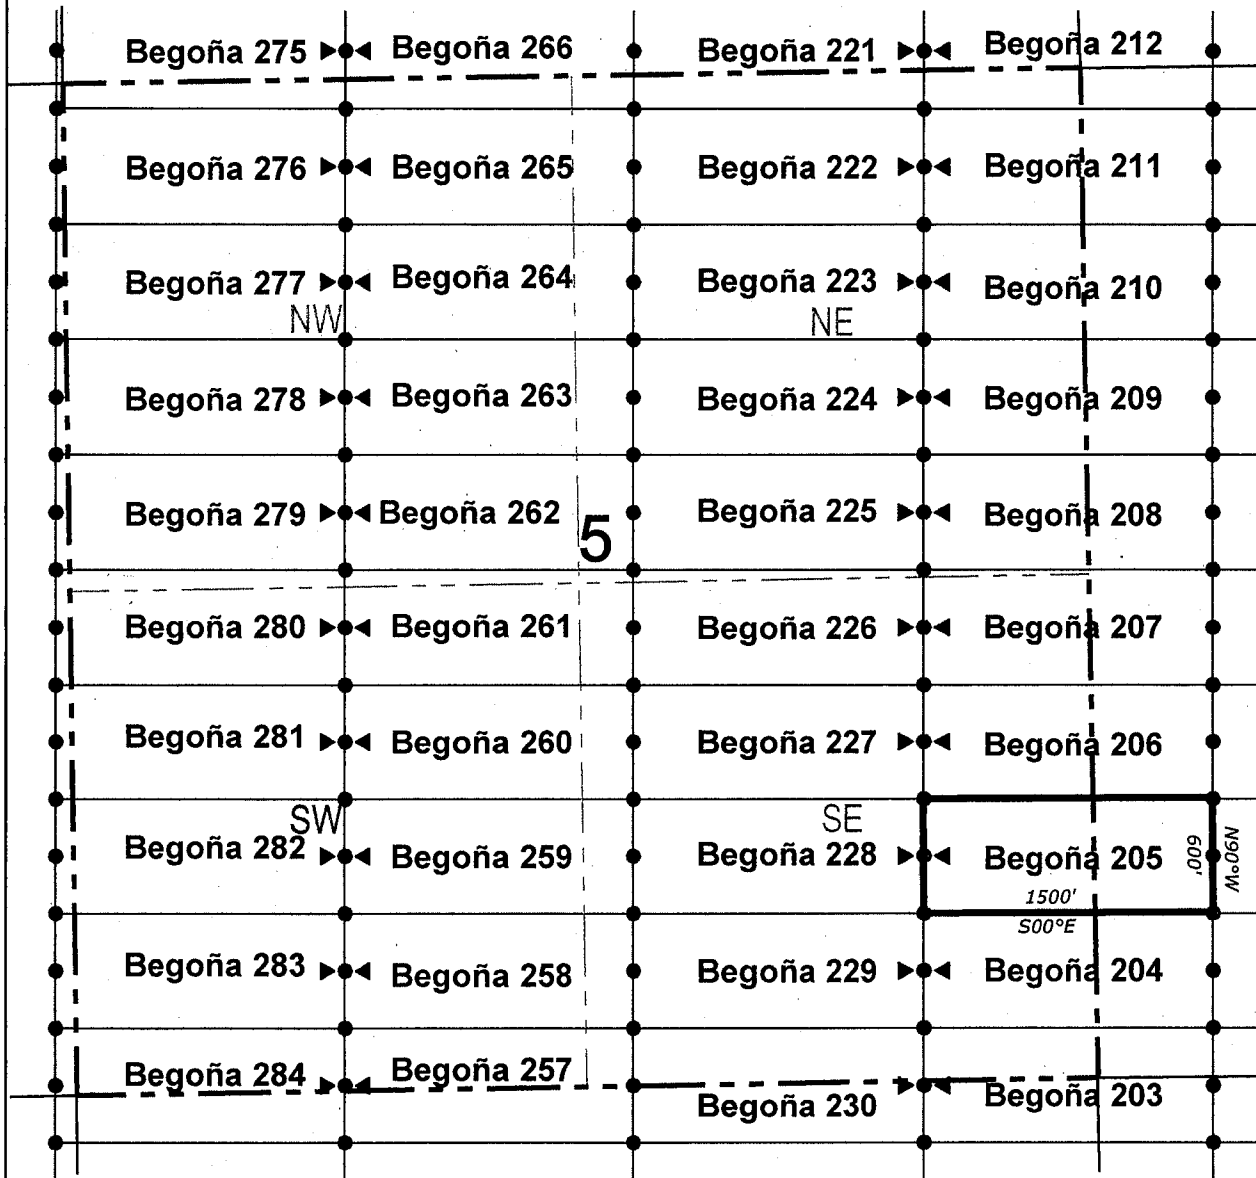 Begoña 275 Begoña 266 Begoña 221 Begoña 212
Begoña 276 Begoña 265 Begoña 222 Begoña 211
Begoña 277 Begoña 264 Begoña 223 Begoña 210
NW NE
Begoña 278 Begoña 263 Begoña 224 Begoña 209
Begoña 279 Begoña 262 Begoña 225 Begoña 208
5
Begoña 280 Begoña 261 Begoña 226 Begoña 207
Begoña 281 Begoña 260 Begoña 227 Begoña 206
SW SE
Begoña 282 Begoña 259 Begoña 228 Begoña 205 600' N90°W
1500'
S00°E
Begoña 283 Begoña 258 Begoña 229 Begoña 204
Begoña 284 Begoña 257 Begoña 230 Begoña 203